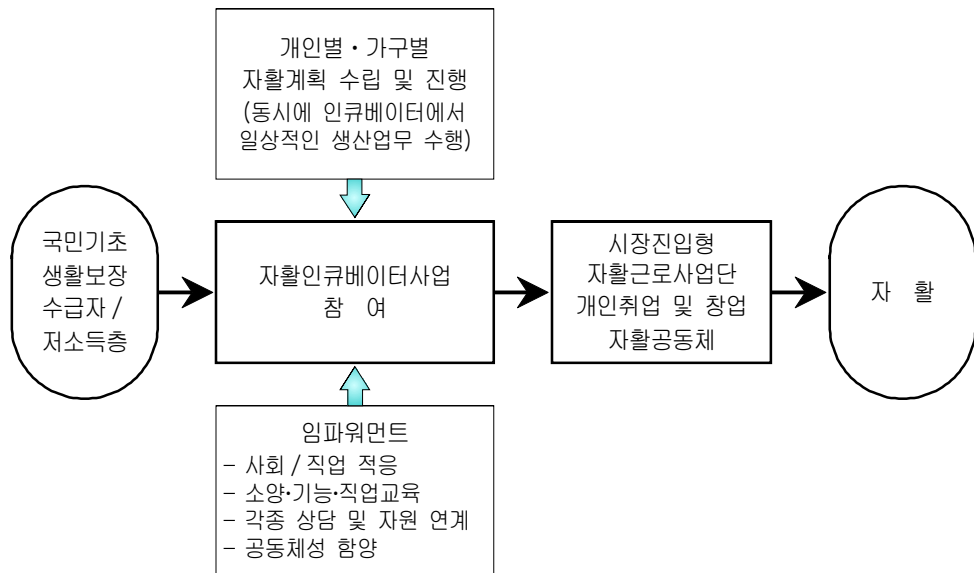 개인별・가구별
자활계획 수립 및 진행
(동시에 인큐베이터에서
일상적인 생산업무 수행)
국민기초
생활보장
수급자 /
저소득층
자활인큐베이터사업
참 여
시장진입형
자활근로사업단
개인취업 및 창업
자활공동체
자 활
임파워먼트
- 사회 / 직업 적응
- 소양·기능·직업교육
- 각종 상담 및 자원 연계
- 공동체성 함양